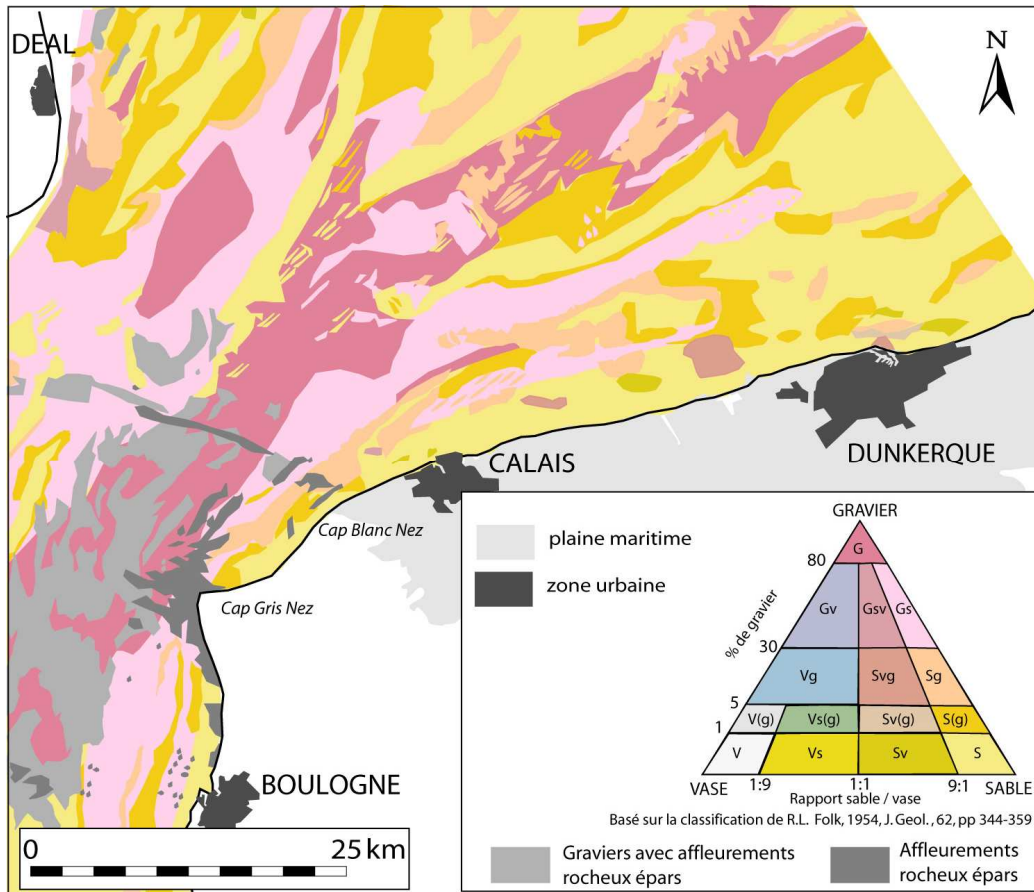 DEAL
N
CALAIS
DUNKERQUE
Cap Blanc Nez
Cap Gris Nez
BOULOGNE
0 25 km
plaine maritime
zone urbaine
GRAVIER
80
G
% de gravier
Gv Gsv Gs
30
Vg Svg Sg
5
V(g) Vs(g) Sv(g) S(g)
1
V Vs Sv S
VASE 1:9 1:1 9:1 SABLE
Rapport sable / vase
Basé sur la classification de R.L. Folk, 1954, J. Geol., 62, pp 344-359
Graviers avec affleurements
rocheux épars
Affleurements
rocheux épars